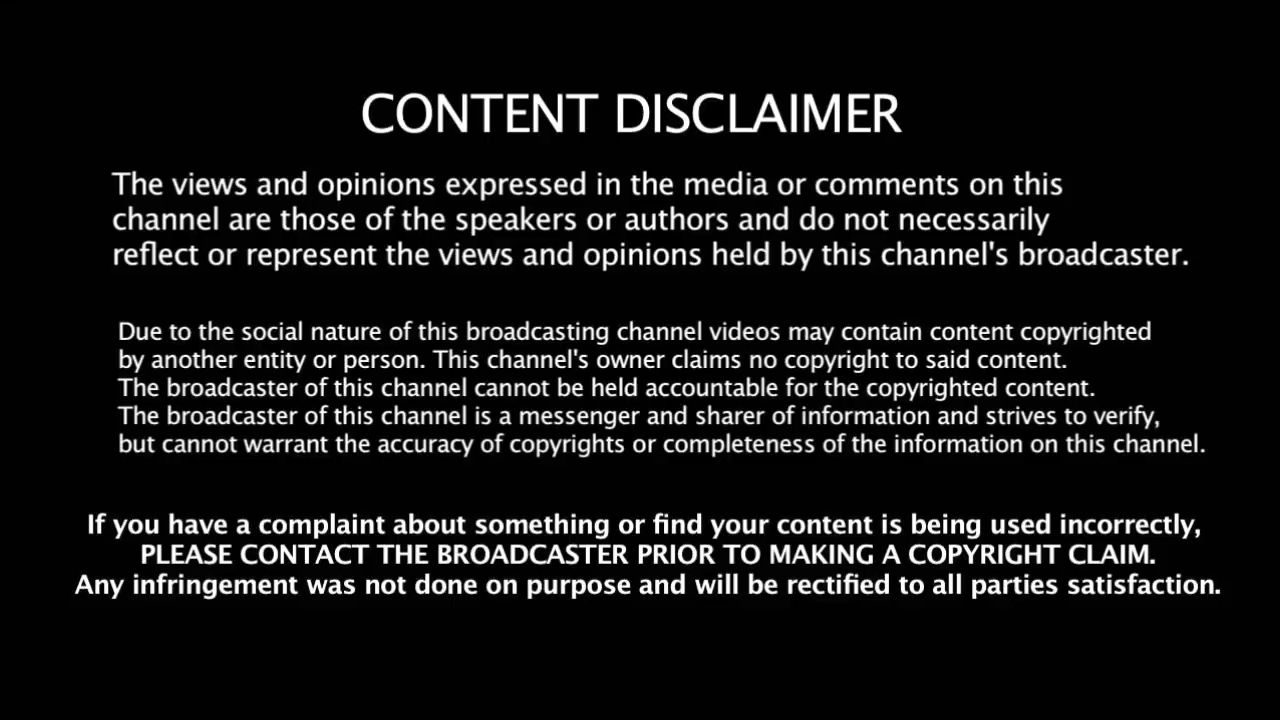 CONTENT DISCLAIMER
The views and opinions expressed in the media or comments on this
channel are those of the speakers or authors and do not necessarily
reflect or represent the views and opinions held by this channel's broadcaster.
Due to the social nature of this broadcasting channel videos may contain content copyrighted
by another entity or person. This channel's owner claims no copyright to said content.
The broadcaster of this channel cannot be held accountable for the copyrighted content.
The broadcaster of this channel is a messenger and sharer of information and strives to verify,
but cannot warrant the accuracy of copyrights or completeness of the information on this channel.
If you have a complaint about something or find your content is being used incorrectly,
PLEASE CONTACT THE BROADCASTER PRIOR TO MAKING A COPYRIGHT CLAIM.
Any infringement was not done on purpose and will be rectified to all parties satisfaction.